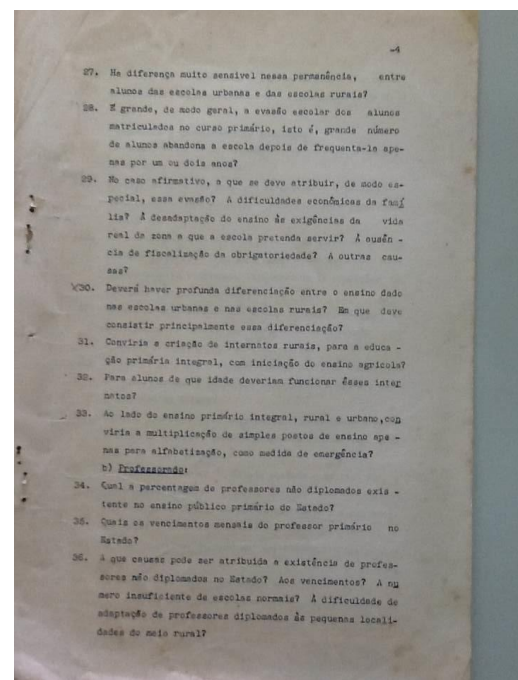 -4
27. Ha diferença muito sensivel nessa permanência, entre
alunos das escolas urbanas e das escolas rurais?
28. É grande, de modo geral, a evasão escolar dos alunos
matriculados no curso primário, isto é, grande número
de alunos abandona a escola depois de frequenta-la ape-
nas por um ou dois anos?
29. No caso afirmativo, a que se deve atribuir, de modo es-
pecial, essa evasão? A dificuldades econômicas da famí
lia? Á desadaptação do ensino às exigências da vida
real da zona a que a escola pretenda servir? Á ausên -
cia de fiscalização da obrigatoriedade? A outras cau-
sas?
30. Deverá haver profunda diferenciação entre o ensino dado
nas escolas urbanas e nas escolas rurais? Em que deve
consistir principalmente essa diferenciação?
31. Conviria a criação de internatos rurais, para a educa -
ção primária integral, com iniciação do ensino agricola?
32. Para alunos de que idade deveriam funcionar êsses inter
natos?
33. Ao lado do ensino primário integral, rural e urbano,con
viria a multiplicação de simples postos de ensino ape -
nas para alfabetização, como medida de emergência?
b) Professorado:
34. Qual a percentagem de professores não diplomados exis -
tente no ensino público primário do Estado?
35. Quais os vencimentos mensais do professor primário no
Estado?
36. A que causas pode ser atribuida a existência de profes-
sores não diplomados no Estado? Aos vencimentos? A nu
mero insuficiente de escolas normais? Á dificuldade de
adaptação de professores diplomados às pequenas locali-
dades do meio rural?